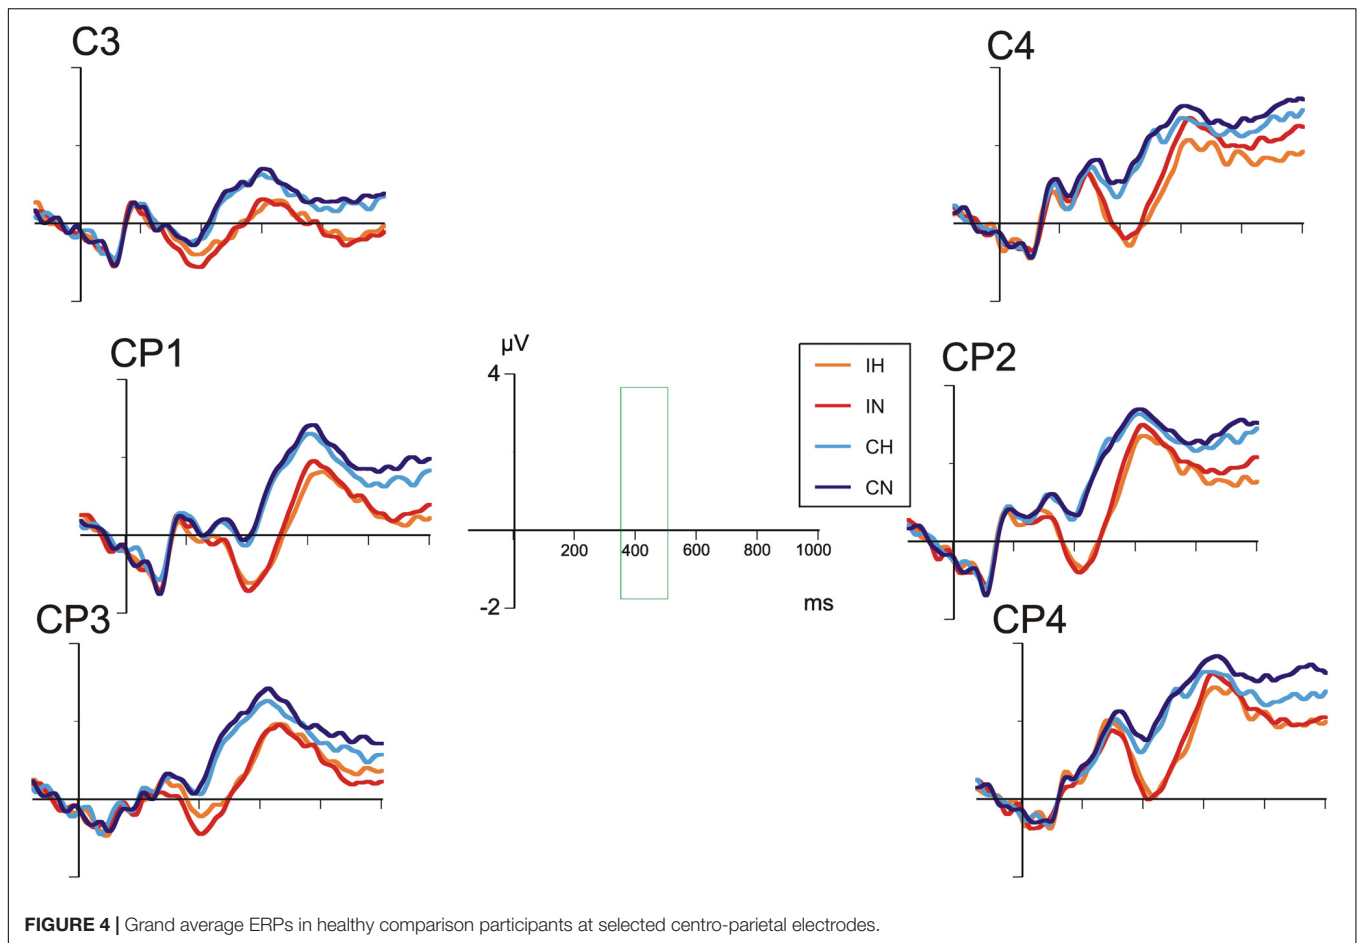 C3
C4
CP1
µV
4
-2
200 400 600 800 1000
ms
IH
IN
CH
CN
CP2
CP3
CP4
FIGURE 4 | Grand average ERPs in healthy comparison participants at selected centro-parietal electrodes.